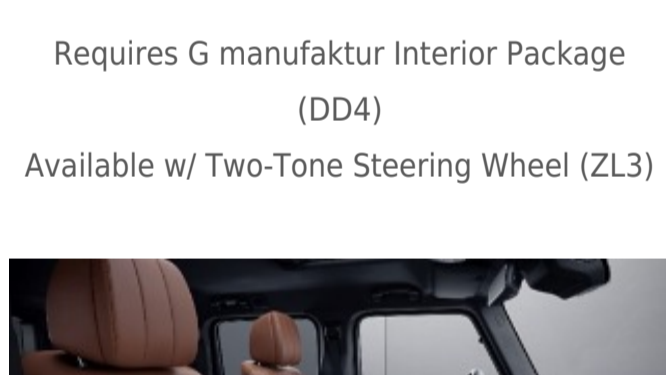 Requires G manufaktur Interior Package
(DD4)
Available w/ Two-Tone Steering Wheel (ZL3)